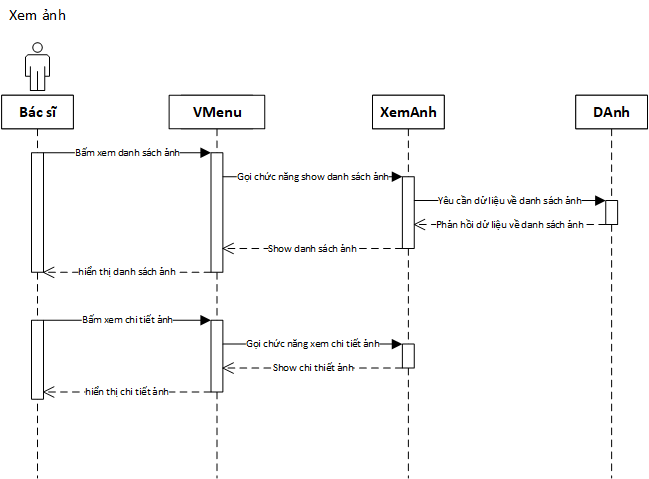 Xem ảnh
Bác sĩ
VMenu
XemAnh
DAnh
Bấm xem danh sách ảnh
Gọi chức năng show danh sách ảnh
Yêu cần dữ liệu về danh sách ảnh
Phản hồi dữ liệu về danh sách ảnh
Show danh sách ảnh
hiển thị danh sách ảnh
Bấm xem chi tiết ảnh
Gọi chức năng xem chi tiết ảnh
Show chi thiết ảnh
hiển thị chi tiết ảnh